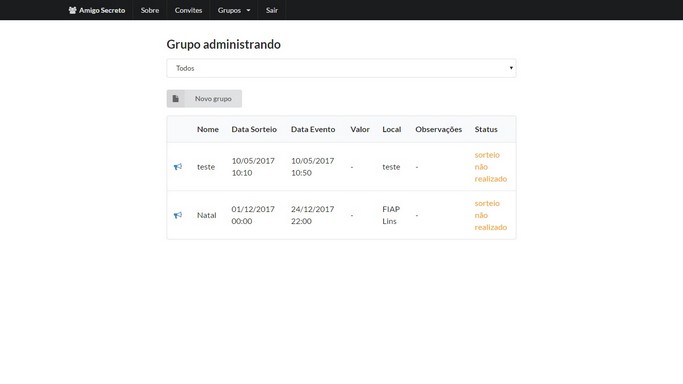 Amigo Secreto Sobre Convites Grupos Sair
Grupo administrando
Todos
Novo grupo
Nome Data Sorteio Data Evento Valor Local Observações Status
teste 10/05/2017 10:10 10/05/2017 10:50 - teste - sorteio não realizado
Natal 01/12/2017 00:00 24/12/2017 22:00 - FIAP Lins - sorteio não realizado